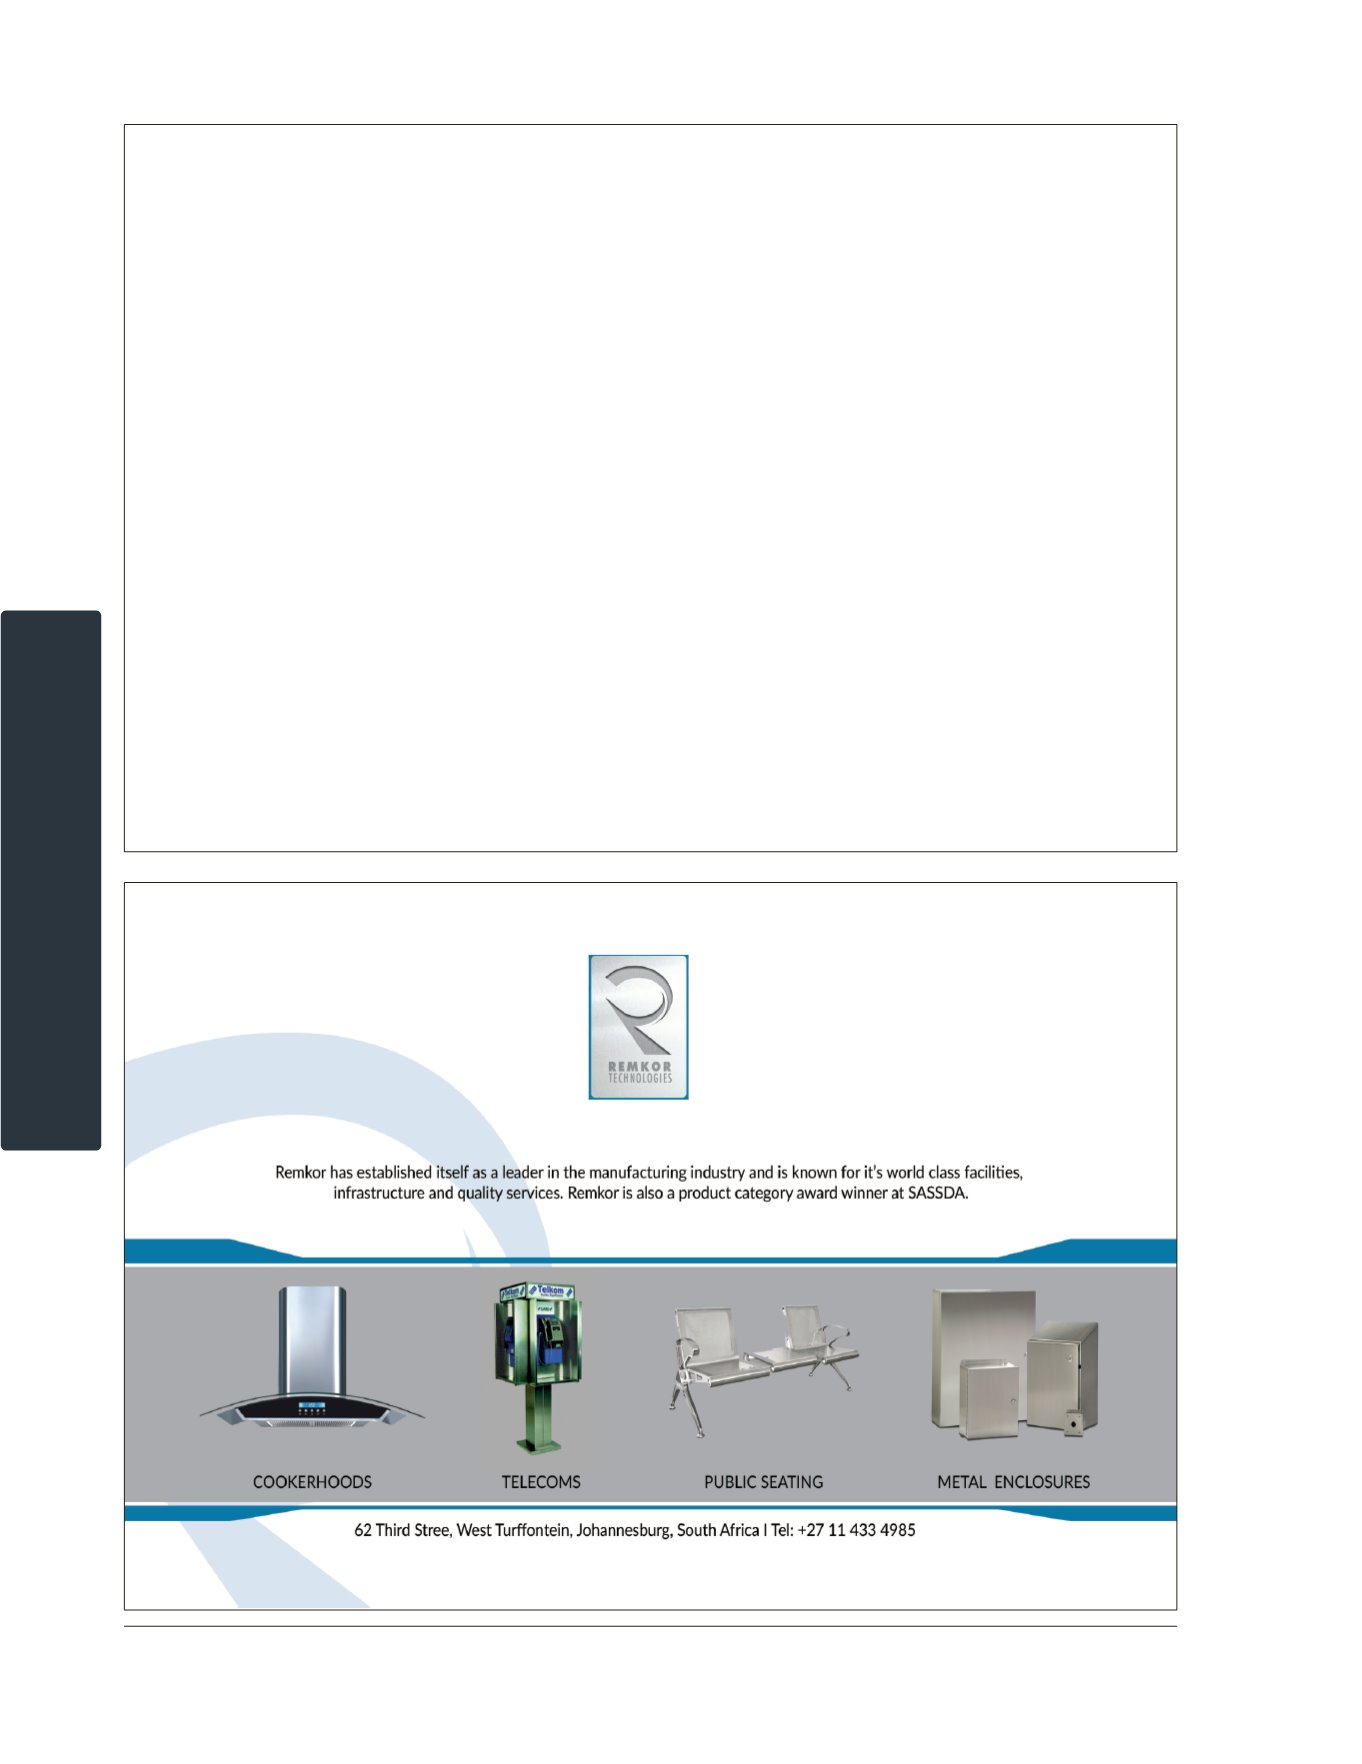 REMKOR
TECHNOLOGIES
Remkor has established itself as a leader in the manufacturing industry and is known for it's world class facilities,
infrastructure and quality services. Remkor is also a product category award winner at SASSDA.
Telkom
COOKERHOODS
TELECOMS
PUBLIC SEATING
METAL ENCLOSURES
62 Third Stree, West Turffontein, Johannesburg, South Africa I Tel: +27 11 433 4985